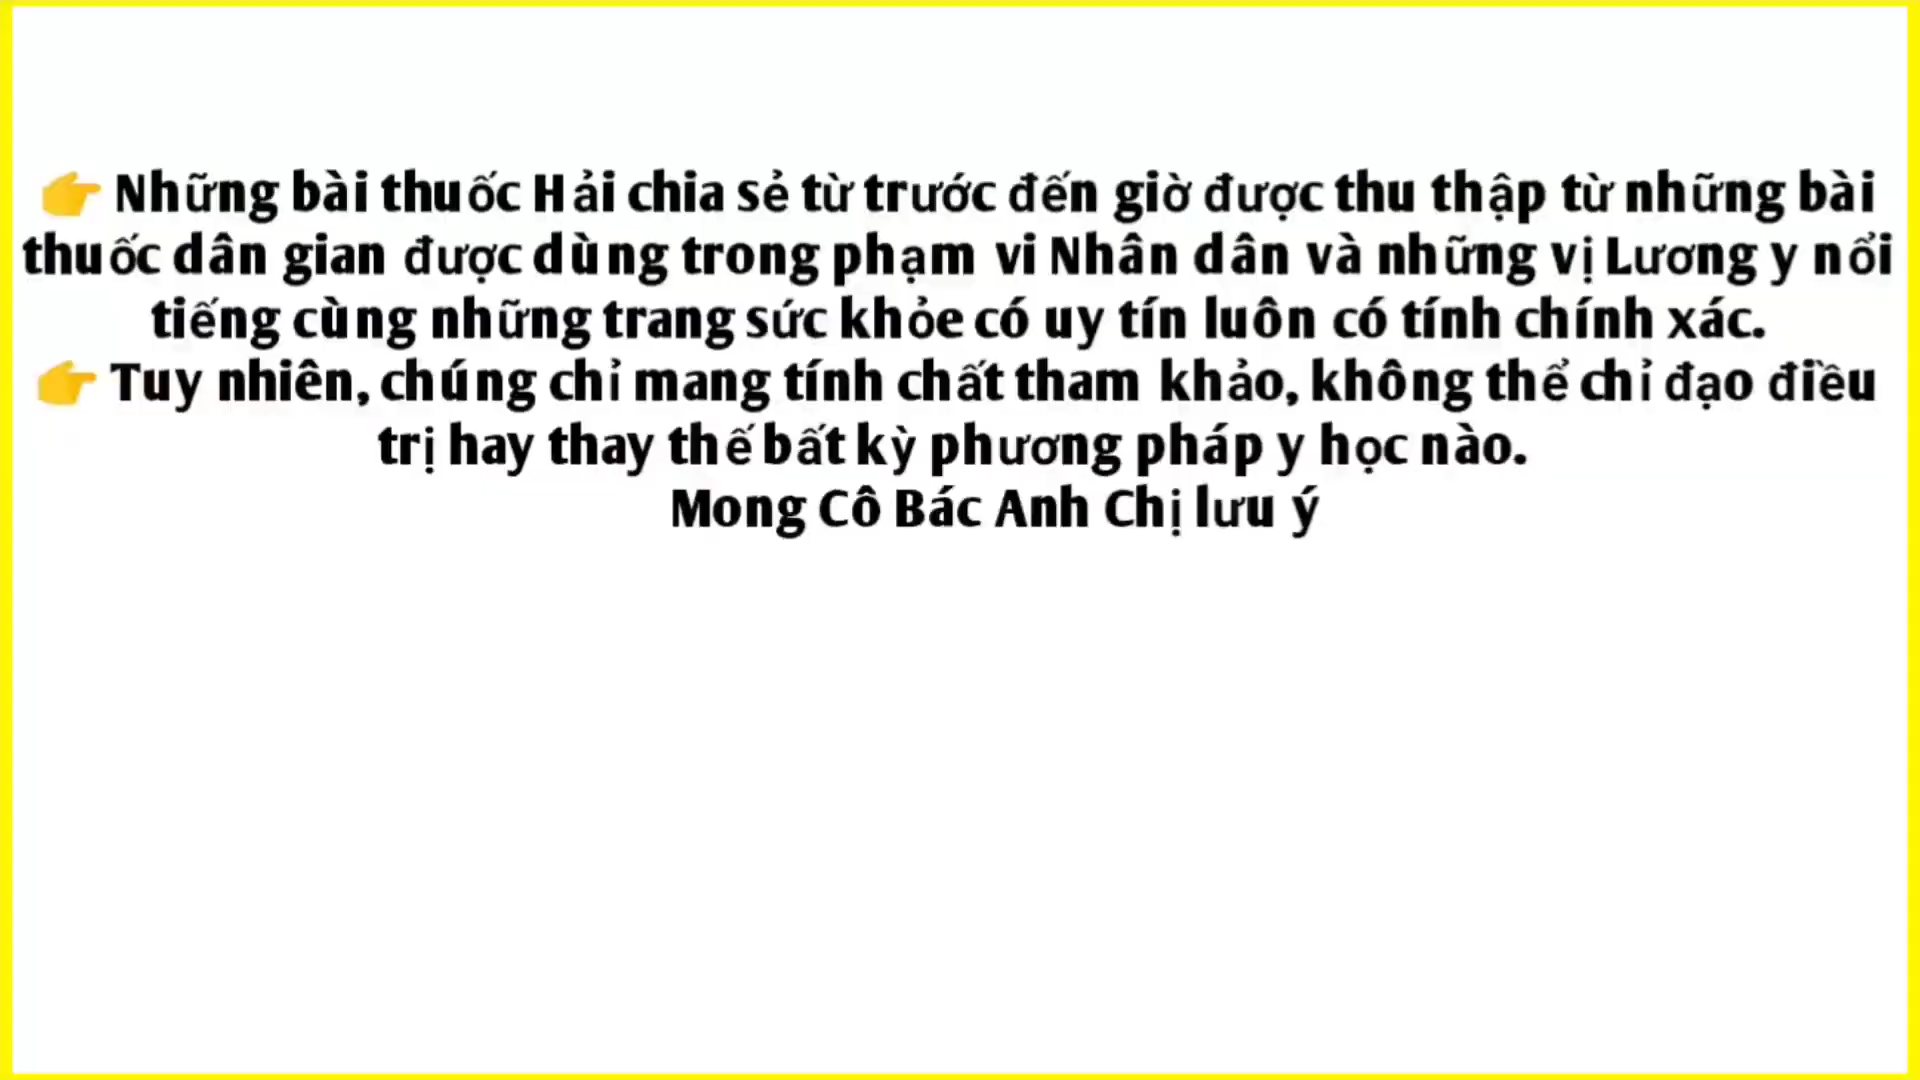 👉 Những bài thuốc Hải chia sẻ từ trước đến giờ được thu thập từ những bài
thuốc dân gian được dùng trong phạm vi Nhân dân và những vị Lương y nổi
tiếng cùng những trang sức khỏe có uy tín luôn có tính chính xác.
👉 Tuy nhiên, chúng chỉ mang tính chất tham khảo, không thể chỉ đạo điều
trị hay thay thế bất kỳ phương pháp y học nào.
Mong Cô Bác Anh Chị lưu ý